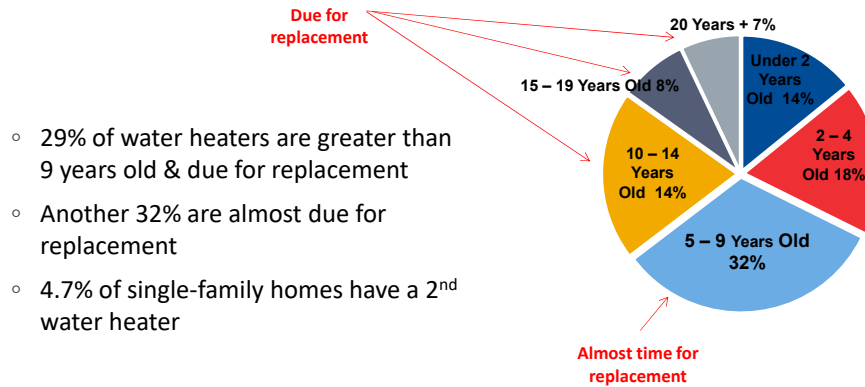 Due for
replacement
20 Years + 7%
Under 2
Years
Old 14%
15 – 19 Years Old 8%
2 – 4
Years
Old 18%
10 – 14
Years
Old 14%
5 – 9 Years Old
32%
◦ 29% of water heaters are greater than
9 years old & due for replacement
◦ Another 32% are almost due for
replacement
◦ 4.7% of single-family homes have a 2nd
water heater
Almost time for
replacement